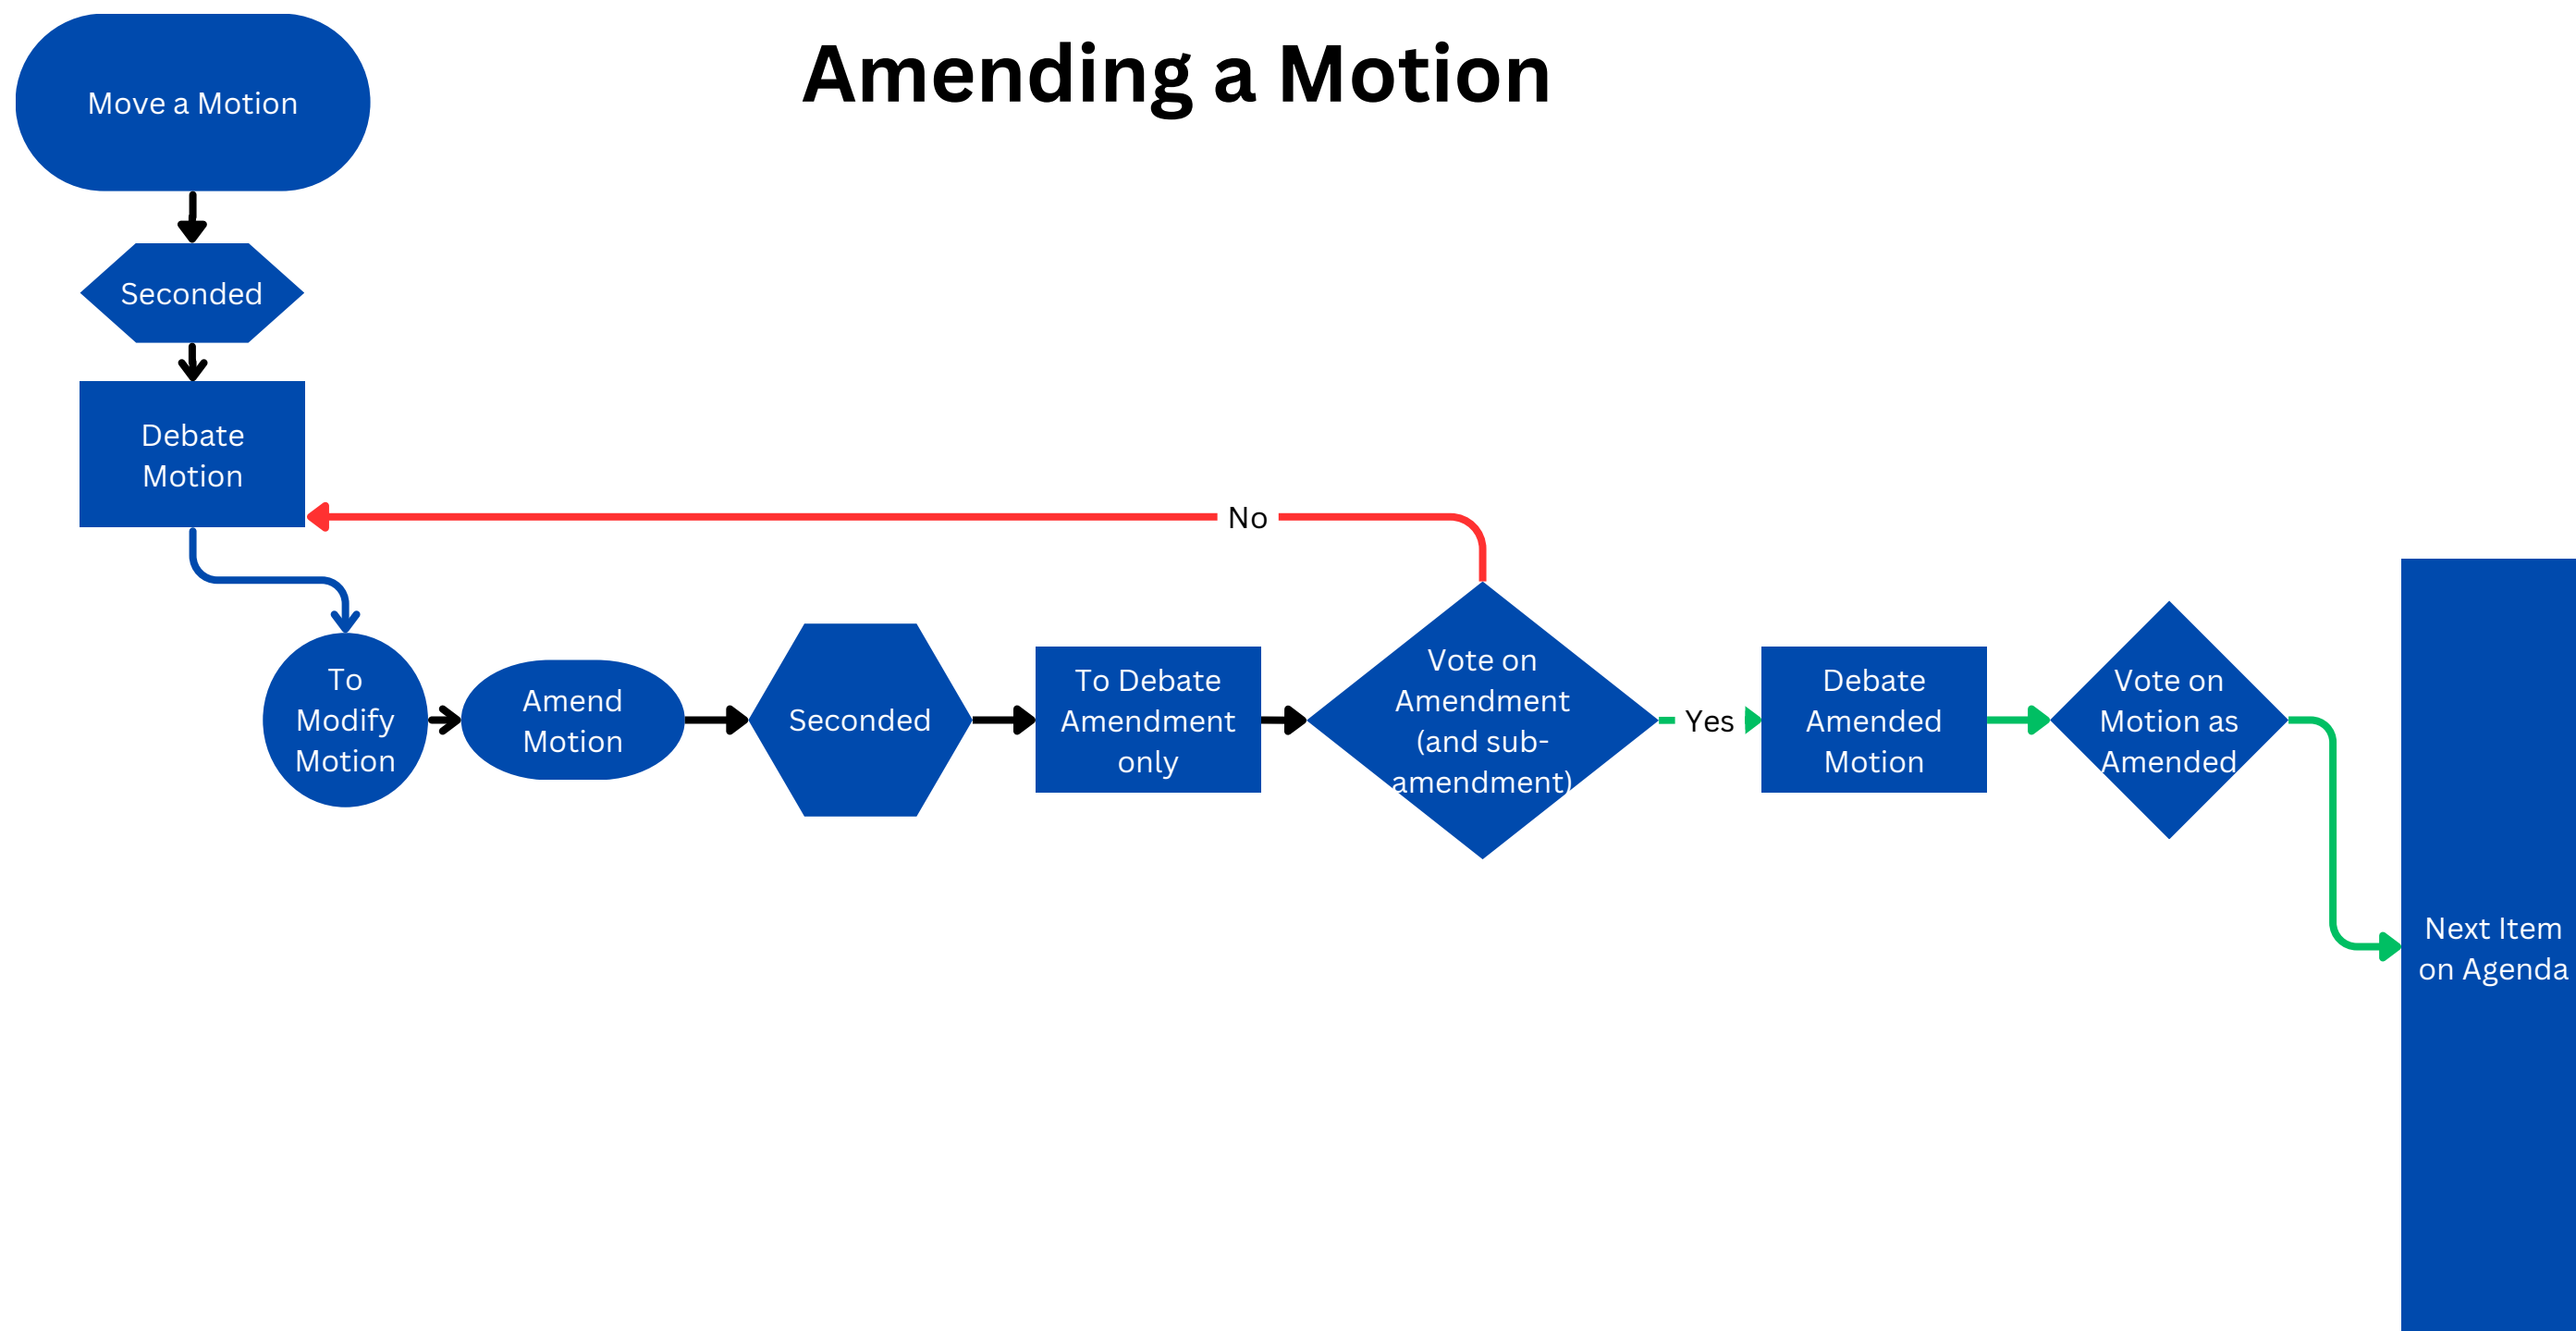 Amending a Motion
Move a Motion
Seconded
Debate
Motion
No
To
Modify
Motion
Amend
Motion
Seconded
To Debate
Amendment
only
Vote on
Amendment
(and sub-
amendment)
Yes
Debate
Amended
Motion
Vote on
Motion as
Amended
Next Item
on Agenda